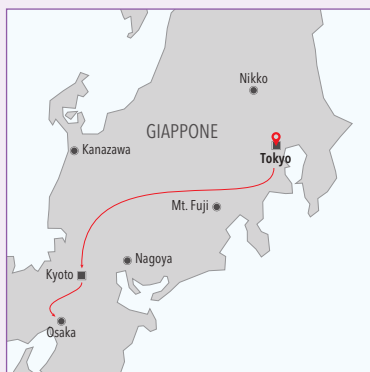 Nikko
GIAPPONE
Kanazawa
Tokyo
Mt. Fuji
Nagoya
Kyoto
Osaka